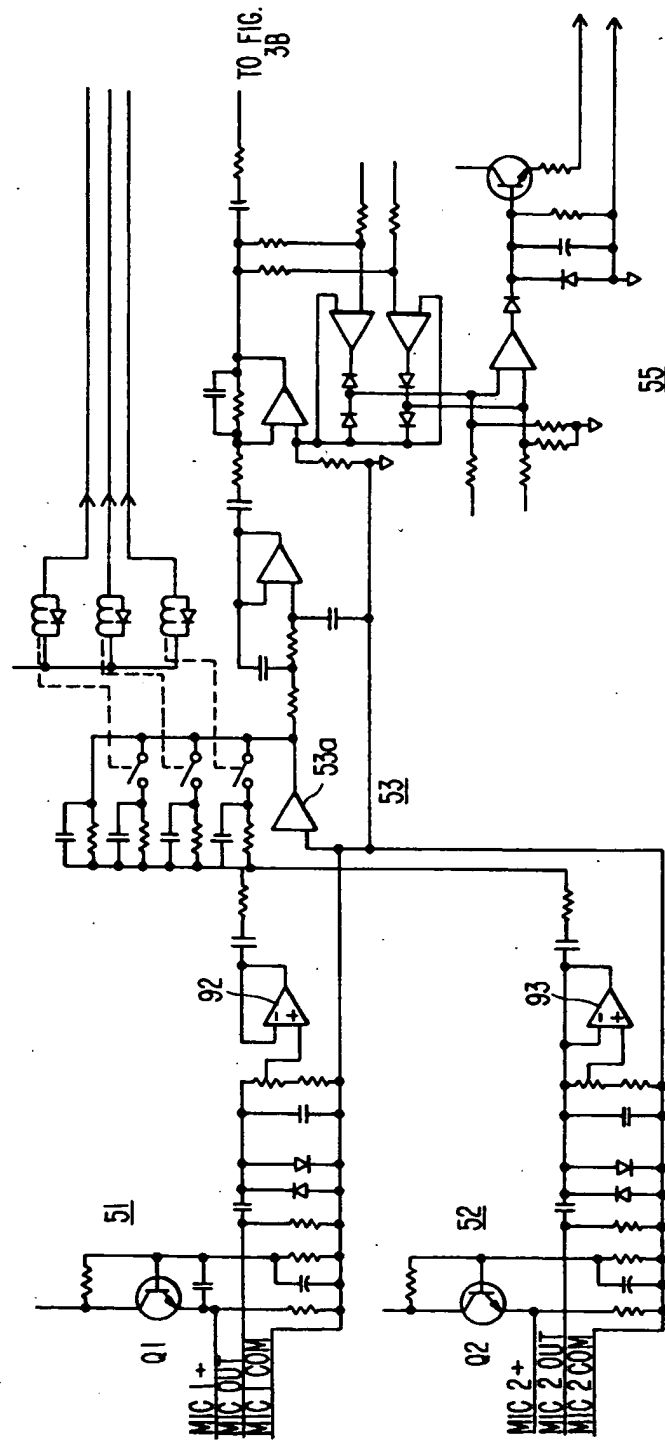 TO FIG.
3B
55
53a
53
92
93
51
Q1
52
Q2
MIC 1 +
MIC OUT
MIC 1 COM
MIC 2 +
MIC 2 OUT
MIC 2 COM
- +
- +